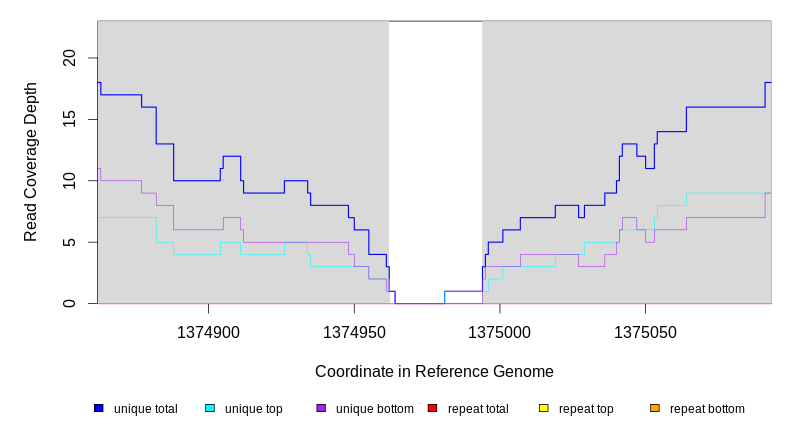 20
15
10
5
0
Read Coverage Depth
1374900 1374950 1375000 1375050
Coordinate in Reference Genome
unique total unique top unique bottom repeat total repeat top repeat bottom